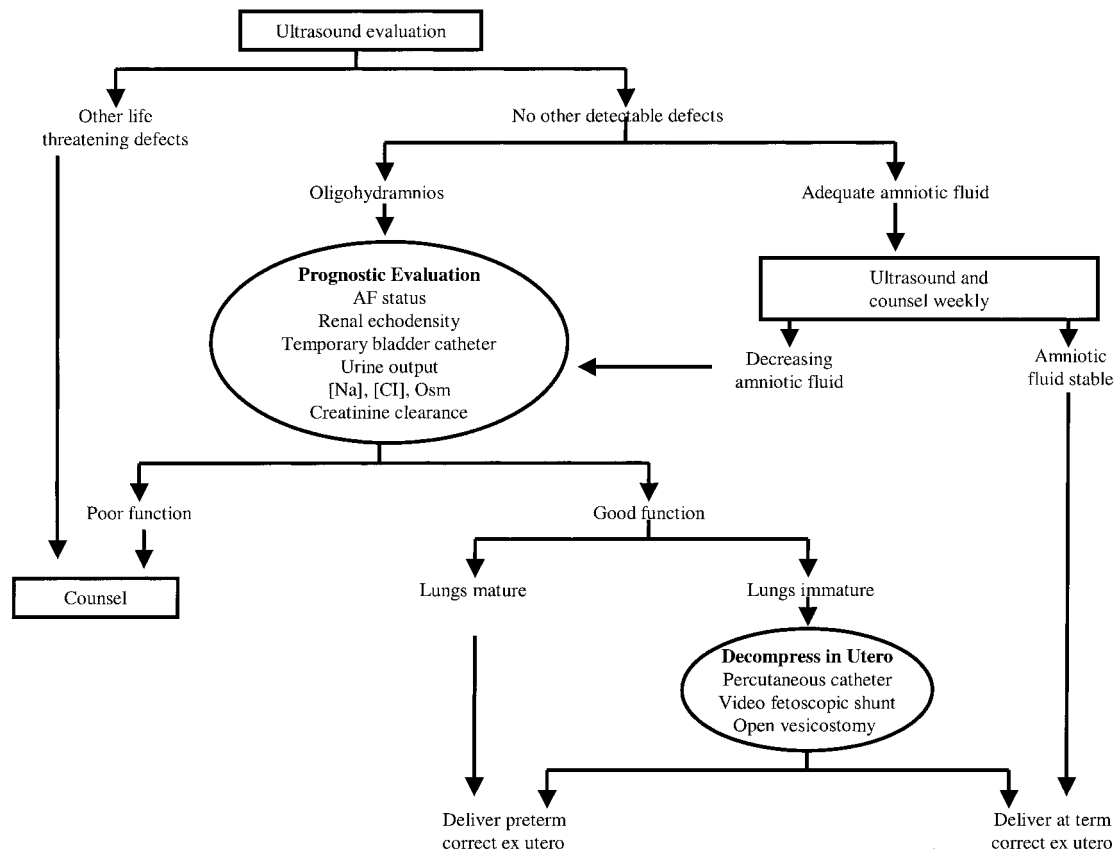 Ultrasound evaluation
Other life
threatening defects
No other detectable defects
Oligohydramnios
Adequate amniotic fluid
Prognostic Evaluation
AF status
Renal echodensity
Temporary bladder catheter
Urine output
[Na], [CI], Osm
Creatinine clearance
Ultrasound and
counsel weekly
Decreasing
amniotic fluid
Amniotic
fluid stable
Poor function
Good function
Counsel
Lungs mature
Lungs immature
Decompress in Utero
Percutaneous catheter
Video fetoscopic shunt
Open vesicostomy
Deliver preterm
correct ex utero
Deliver at term
correct ex utero